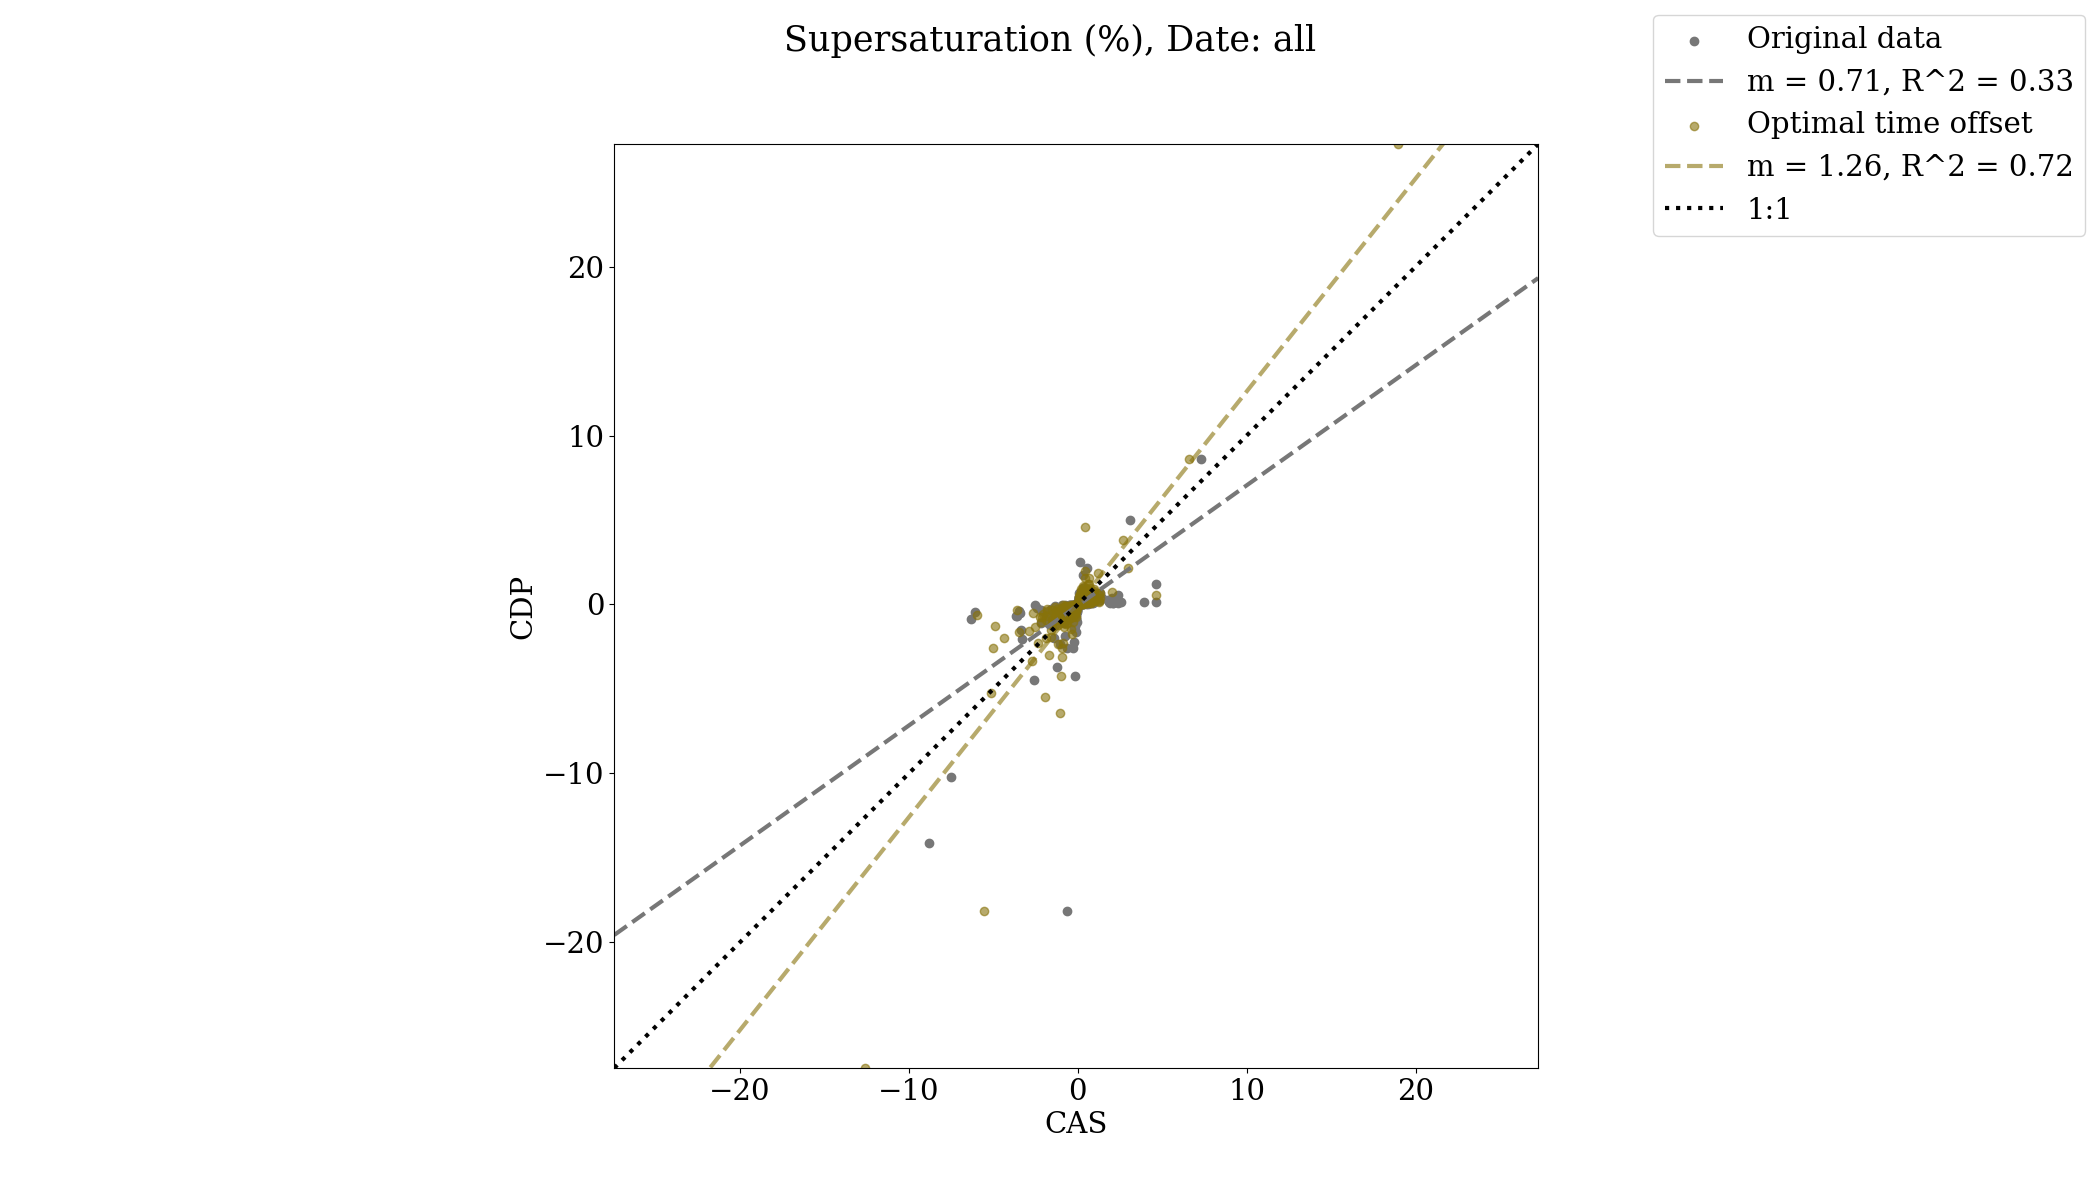 Supersaturation (%), Date: all
Original data
m = 0.71, R^2 = 0.33
Optimal time offset
m = 1.26, R^2 = 0.72
1:1
20
10
0
−10
−20
CDP
−20
−10
0
10
20
CAS